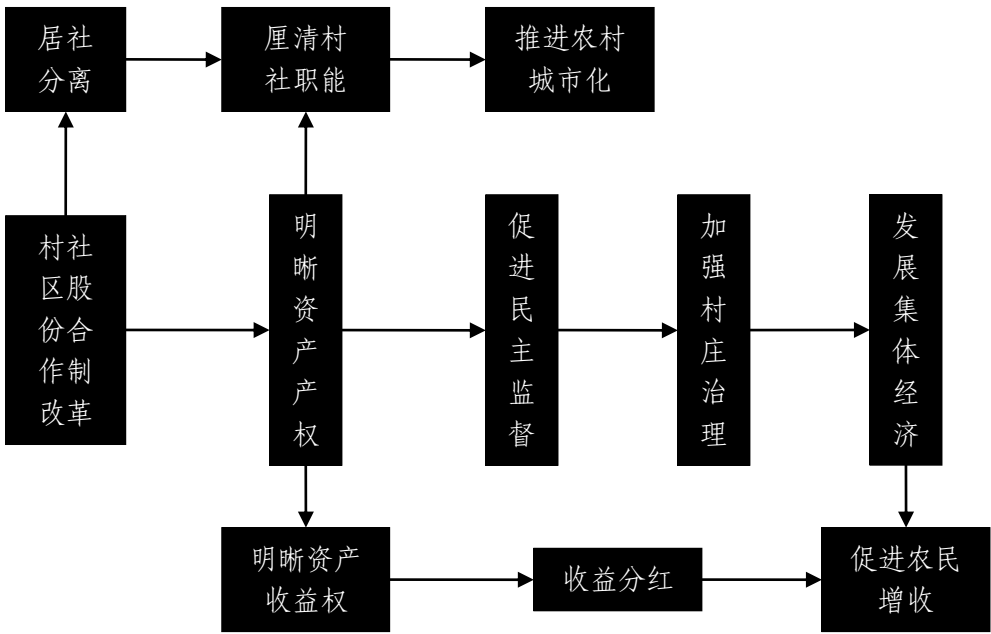 居社
分离
厘清村
社职能
推进农村
城市化
村社
区股
份合
作制
改革
明晰资产产权
促进民主监督
加强村庄治理
发展集体经济
明晰资产
收益权
收益分红
促进农民
增收